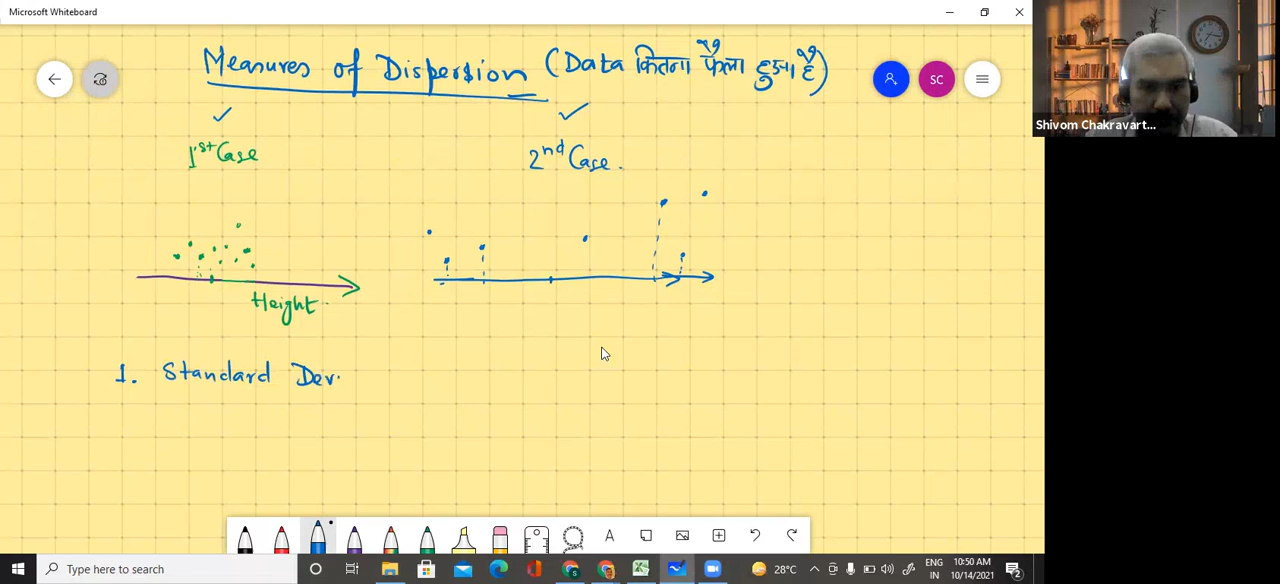 Microsoft Whiteboard
Measures of Dispersion (Data कितना फैला हुआ है)
SC
Shivom Chakravart...
1st Case
2nd Case.
Height
1. Standard Dev.
A
Type here to search
28°C
ENG
IN
10:50 AM
10/14/2021
2